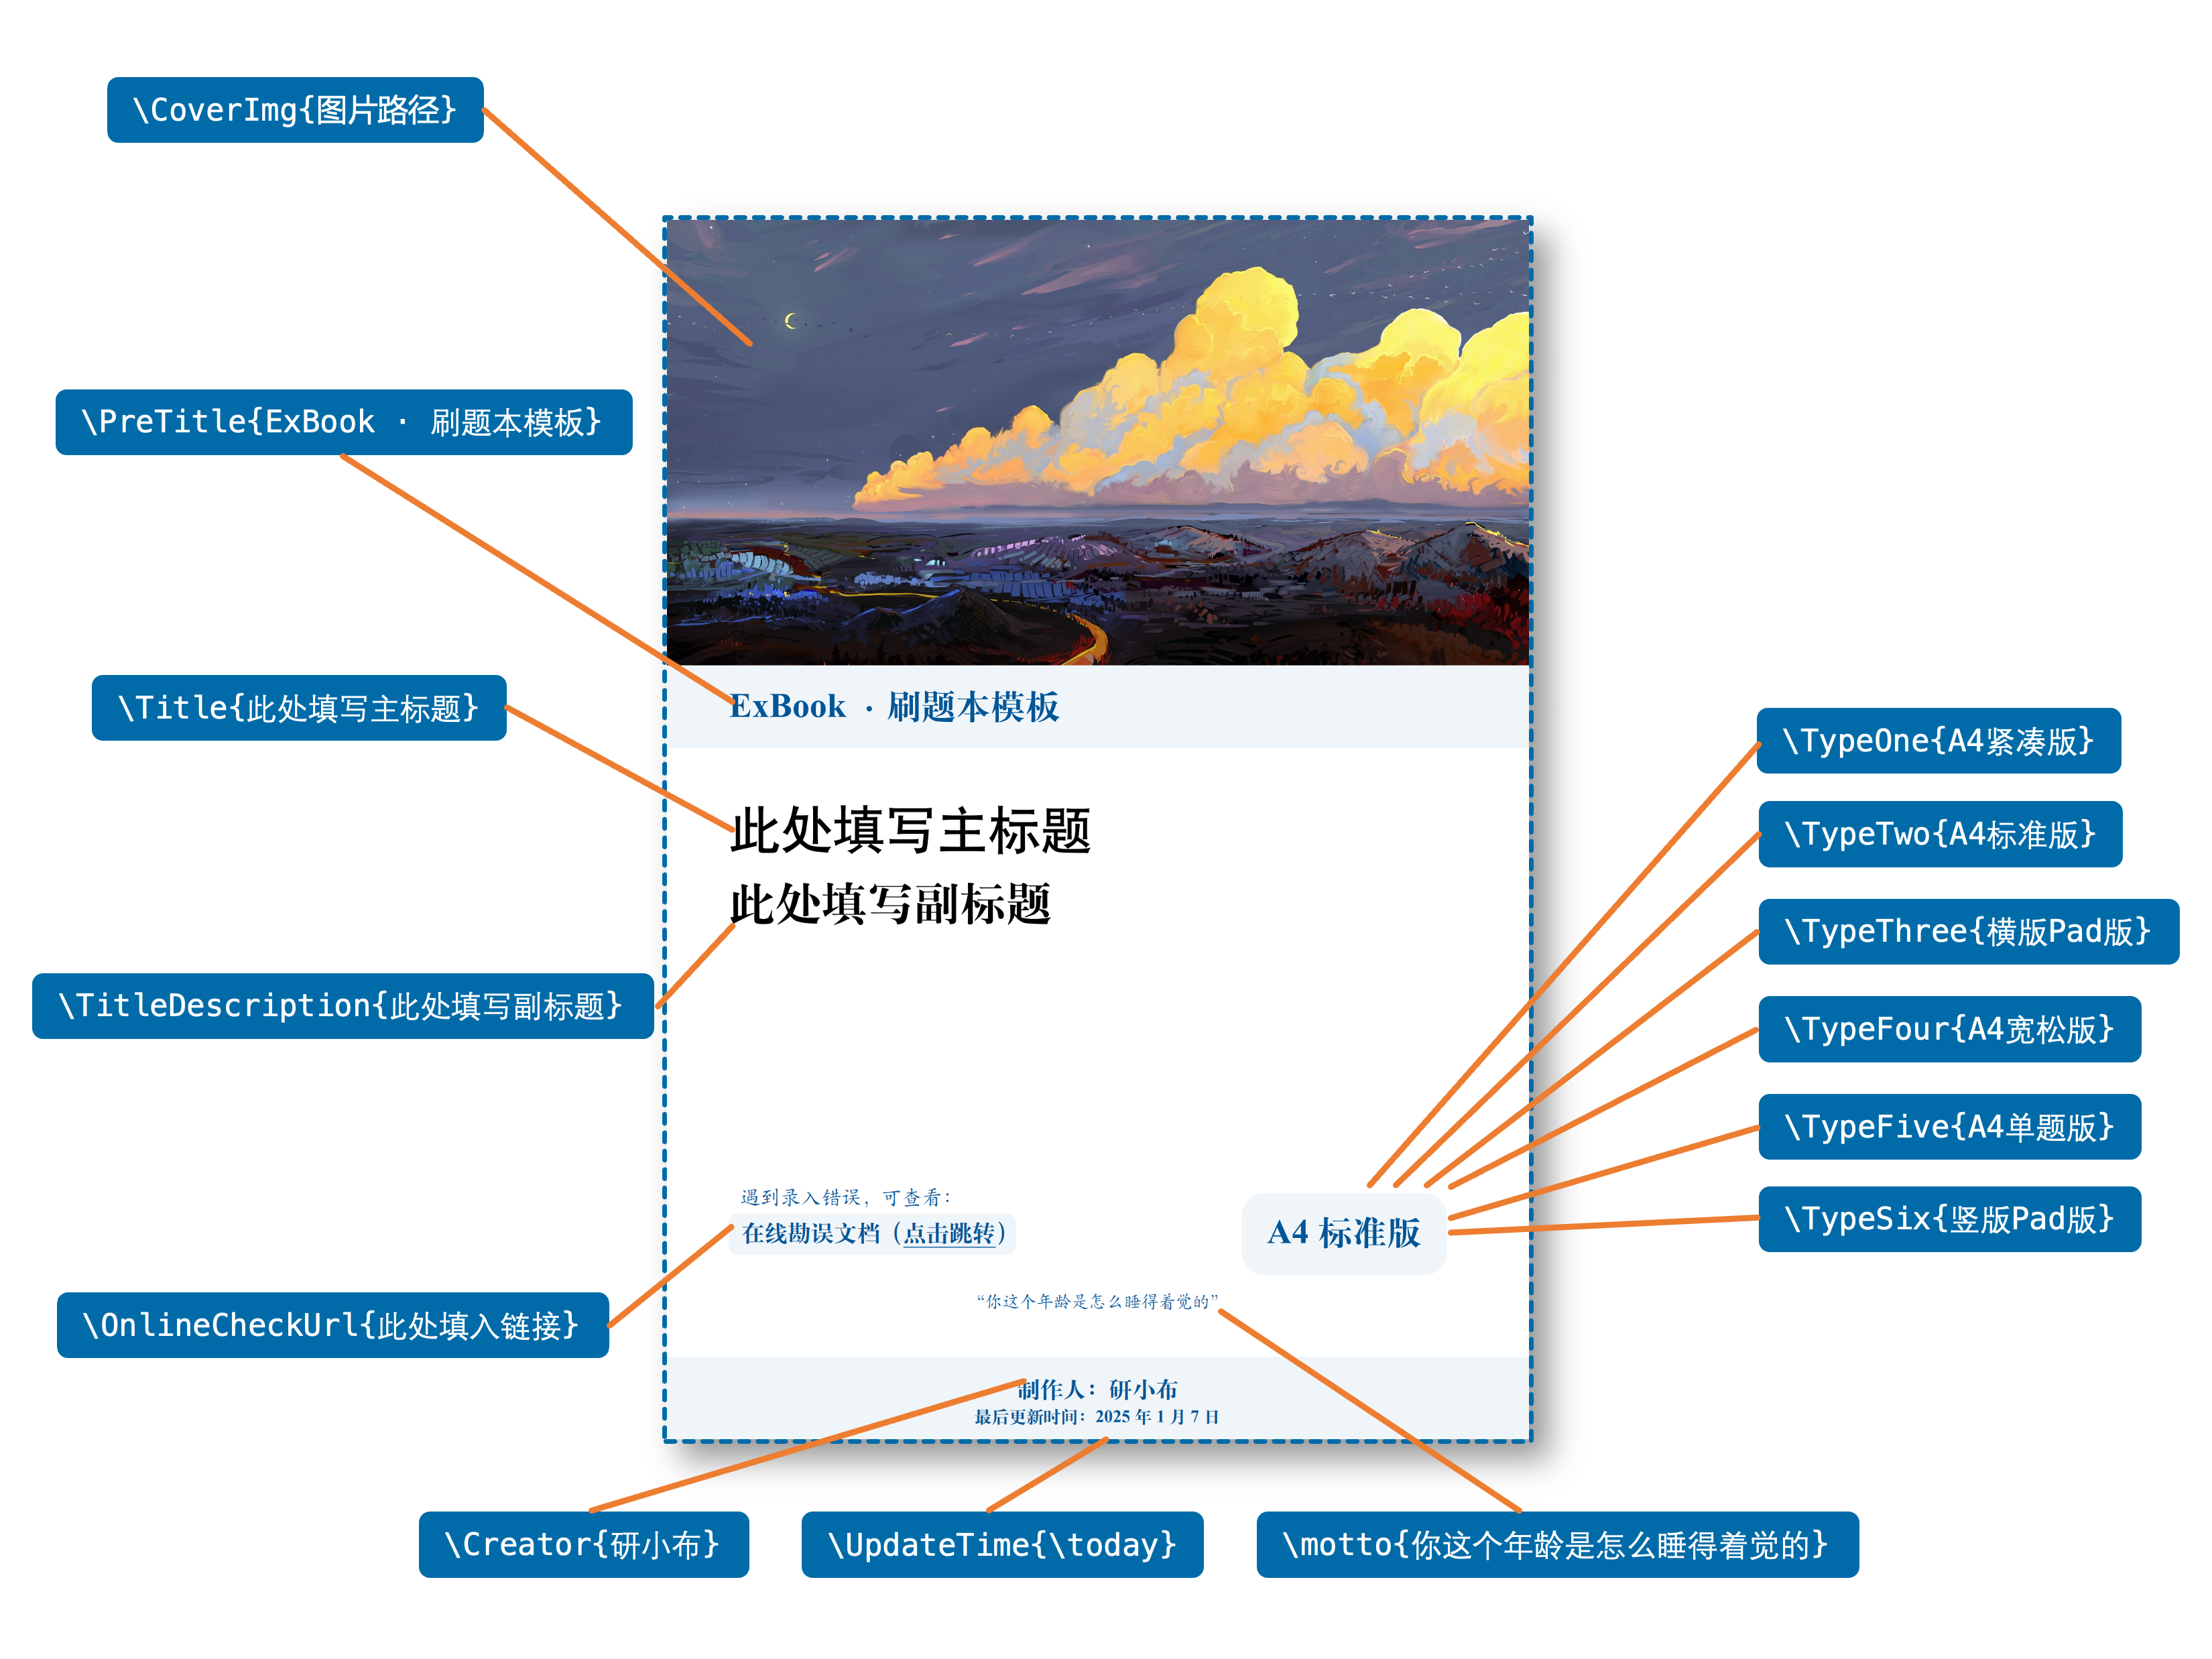 \CoverImg{图片路径}
\PreTitle{ExBook · 刷题本模板}
\Title{此处填写主标题}
\TitleDescription{此处填写副标题}
\OnlineCheckUrl{此处填入链接}
ExBook · 刷题本模板
此处填写主标题
此处填写副标题
遇到录入错误，可查看：
在线勘误文档（点击跳转）
A4 标准版
“你这个年龄是怎么睡得着觉的”
制作人：研小布
最后更新时间：2025 年 1 月 7 日
\TypeOne{A4紧凑版}
\TypeTwo{A4标准版}
\TypeThree{横版Pad版}
\TypeFour{A4宽松版}
\TypeFive{A4单题版}
\TypeSix{竖版Pad版}
\Creator{研小布}
\UpdateTime{\today}
\motto{你这个年龄是怎么睡得着觉的}